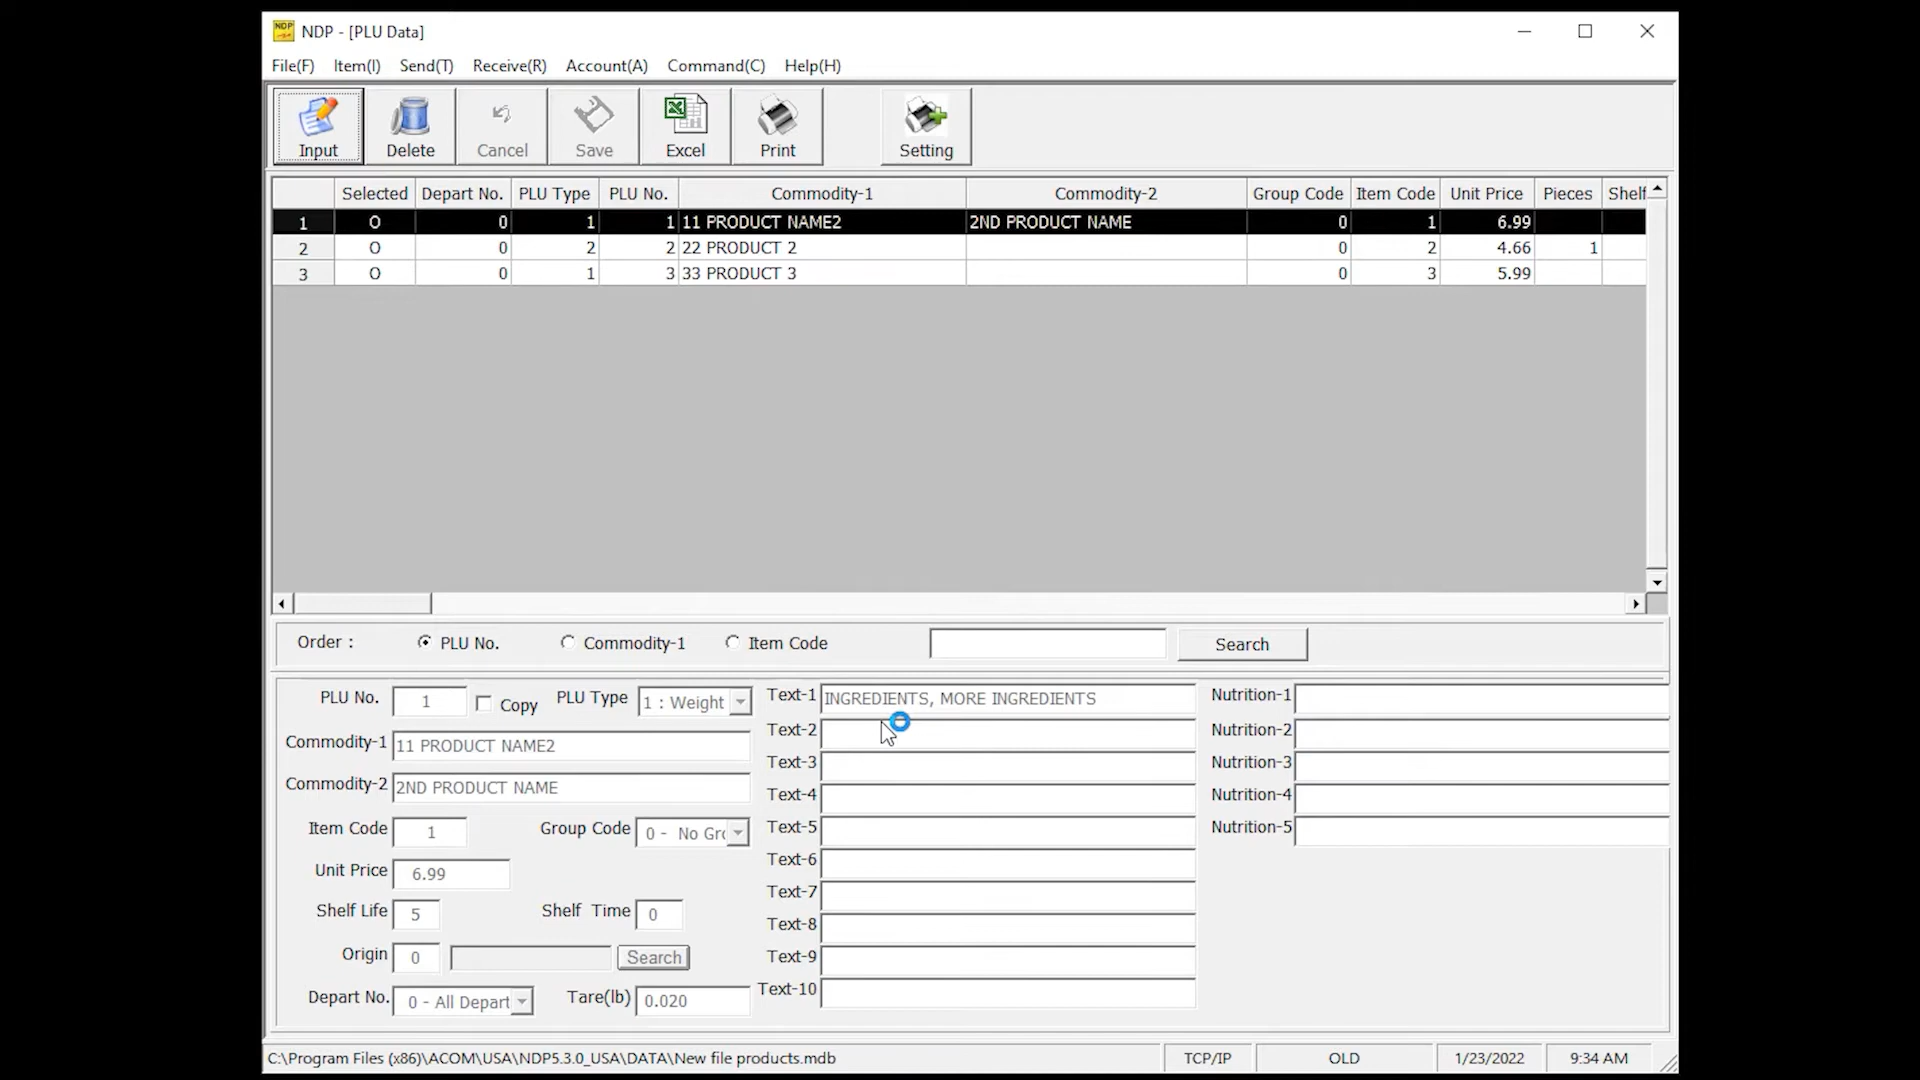 NDP - [PLU Data]
File(F) Item(I) Send(T) Receive(R) Account(A) Command(C) Help(H)
Input Delete Cancel Save Excel Print Setting
Selected Depart No. PLU Type PLU No. Commodity-1 Commodity-2 Group Code Item Code Unit Price Pieces Shelf
1 O 0 1 1 11 PRODUCT NAME2 2ND PRODUCT NAME 0 1 6.99
2 O 0 2 2 22 PRODUCT 2 0 2 4.66 1
3 O 0 1 3 33 PRODUCT 3 0 3 5.99
Order : PLU No. Commodity-1 Item Code Search
PLU No. 1 Copy PLU Type 1 : Weight
Commodity-1 11 PRODUCT NAME2
Commodity-2 2ND PRODUCT NAME
Item Code 1 Group Code 0 - No Gro
Unit Price 6.99
Shelf Life 5 Shelf Time 0
Origin 0 Search
Depart No. 0 - All Depart Tare(lb) 0.020
Text-1 INGREDIENTS, MORE INGREDIENTS
Text-2
Text-3
Text-4
Text-5
Text-6
Text-7
Text-8
Text-9
Text-10
Nutrition-1
Nutrition-2
Nutrition-3
Nutrition-4
Nutrition-5
C:\Program Files (x86)\ACOM\USA\NDP5.3.0_USA\DATA\New file products.mdb TCP/IP OLD 1/23/2022 9:34 AM